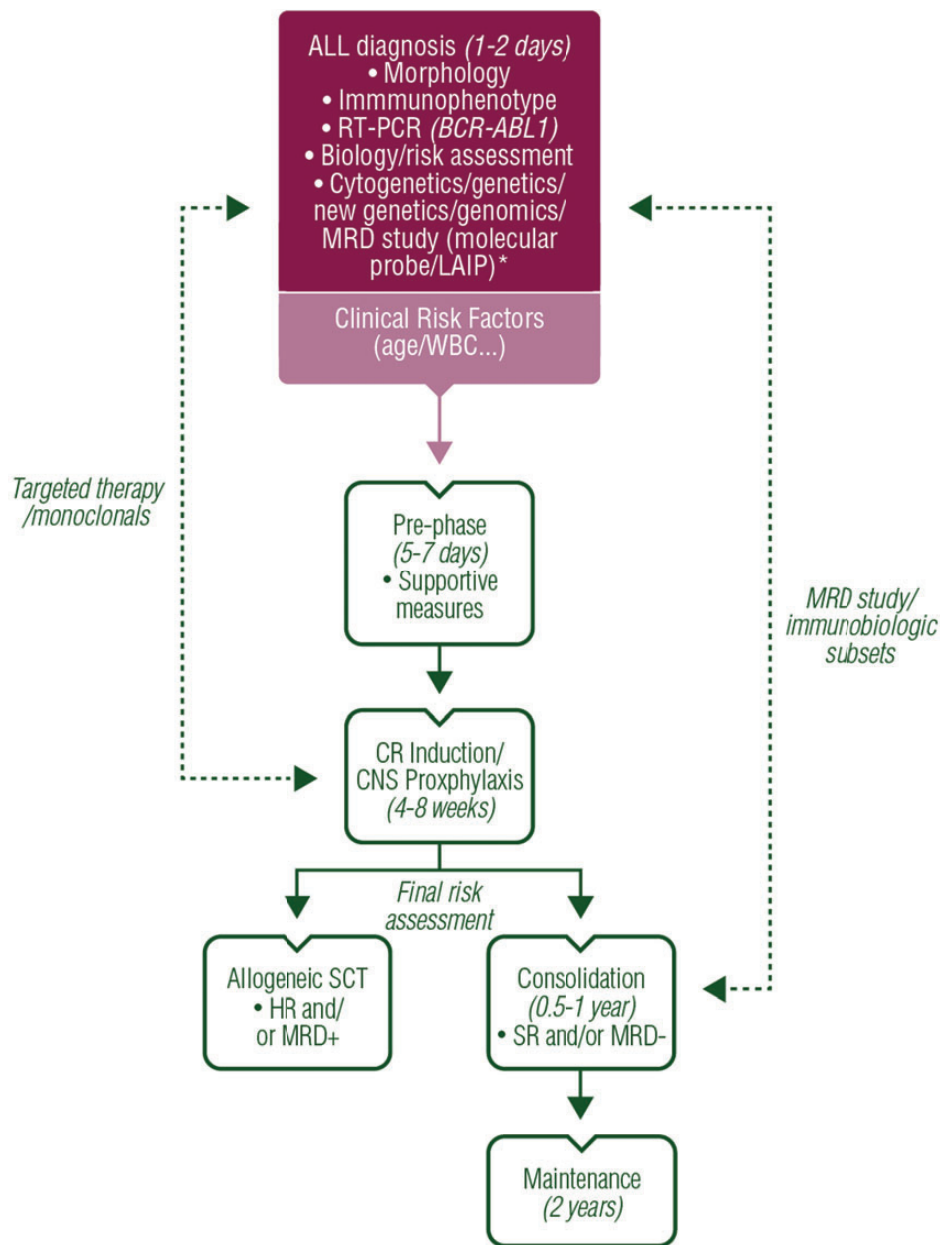 ALL diagnosis (1-2 days)
• Morphology
• Immmunophenotype
• RT-PCR (BCR-ABL1)
• Biology/risk assessment
• Cytogenetics/genetics/
new genetics/genomics/
MRD study (molecular
probe/LAIP)*
Clinical Risk Factors
(age/WBC...)
Targeted therapy
/monoclonals
Pre-phase
(5-7 days)
• Supportive
measures
MRD study/
immunobiologic
subsets
CR Induction/
CNS Proxphylaxis
(4-8 weeks)
Final risk
assessment
Allogeneic SCT
• HR and/
or MRD+
Consolidation
(0.5-1 year)
• SR and/or MRD-
Maintenance
(2 years)